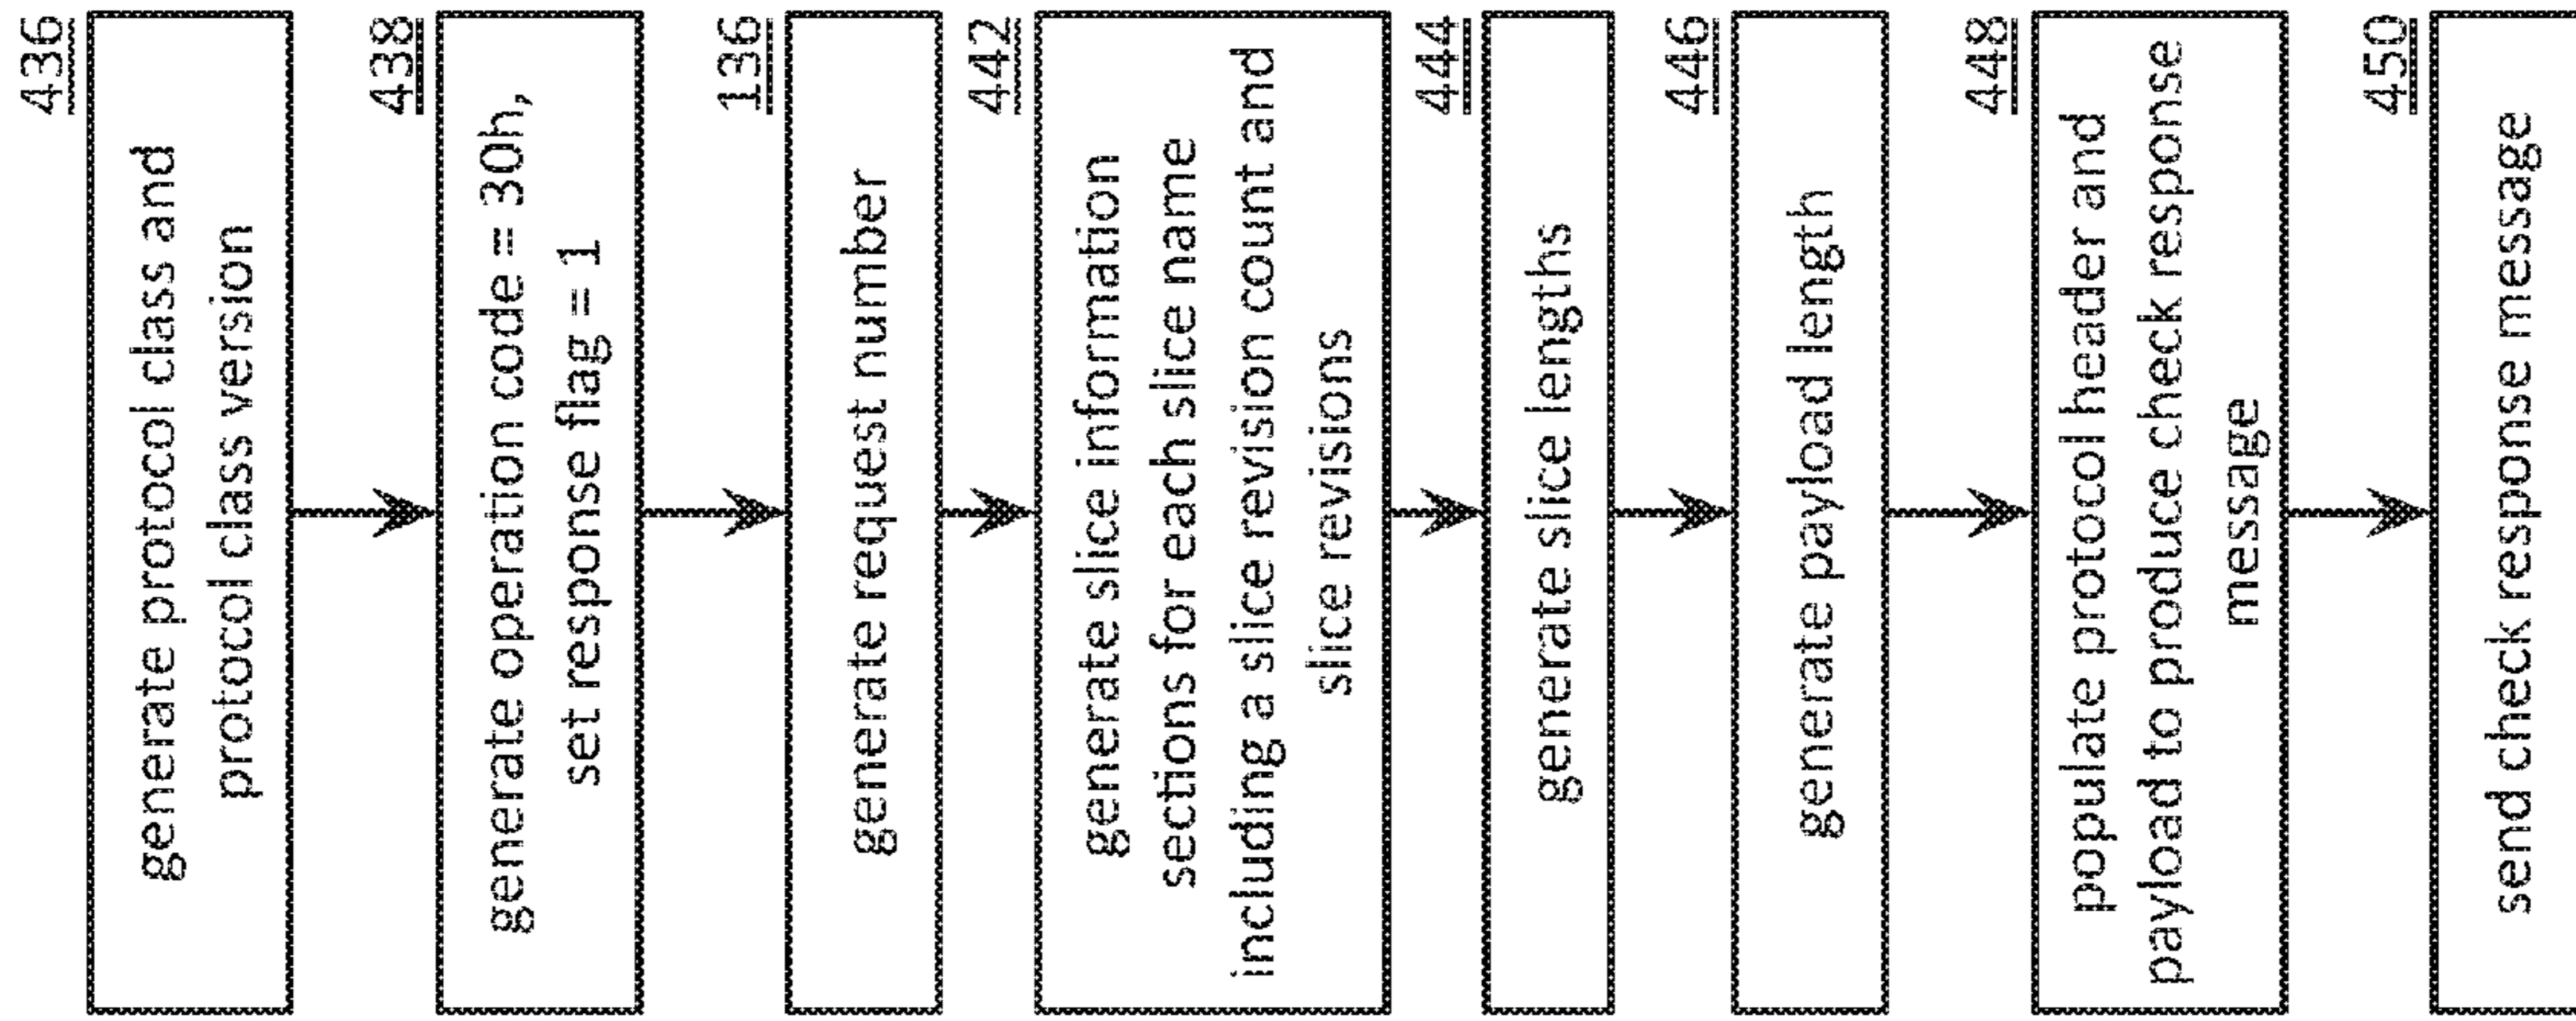 436
generate protocol class and
protocol class version
438
generate operation code = 30h,
set response flag = 1
136
generate request number
442
generate slice information
sections for each slice name
including a slice revision count and
slice revisions
444
generate slice lengths
446
generate payload length
448
populate protocol header and
payload to produce check response
message
450
send check response message